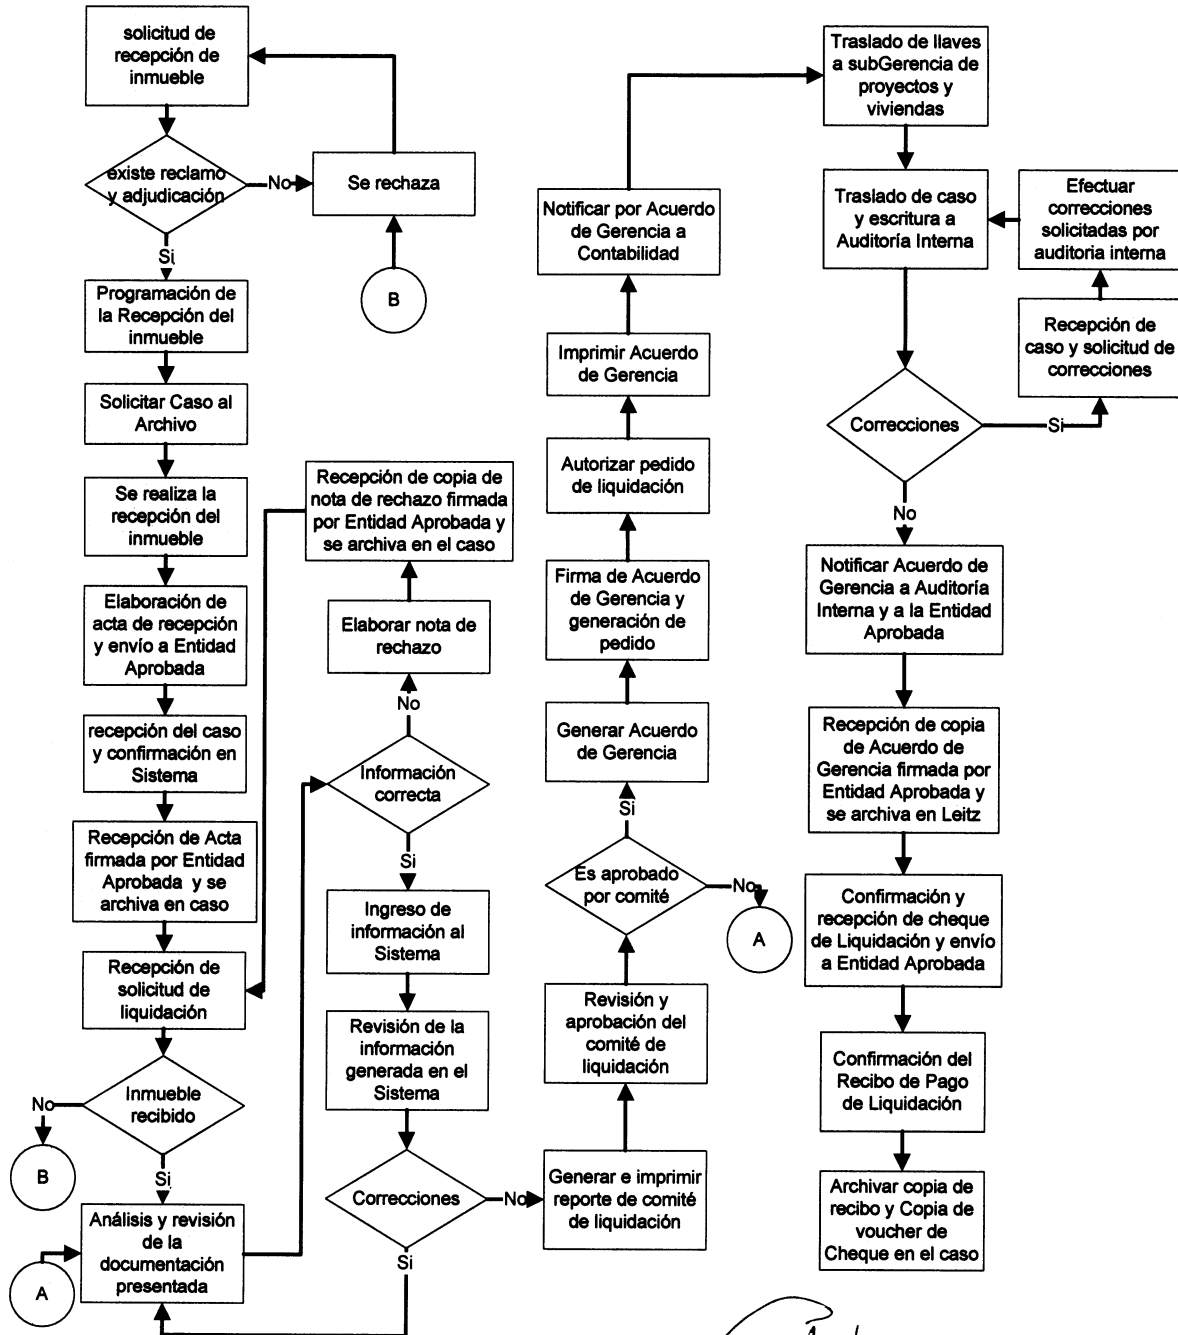 solicitud de
recepción de
inmueble
existe reclamo
y adjudicación
No
Se rechaza
B
Si
Programación de
la Recepción del
inmueble
Solicitar Caso al
Archivo
Se realiza la
recepción del
inmueble
Elaboración de
acta de recepción
y envío a Entidad
Aprobada
recepción del caso
y confirmación en
Sistema
Recepción de Acta
firmada por Entidad
Aprobada y se
archiva en caso
Recepción de
solicitud de
liquidación
Inmueble
recibido
No
B
Si
Análisis y revisión
de la
documentación
presentada
A
Recepción de copia de
nota de rechazo firmada
por Entidad Aprobada y
se archiva en el caso
Elaborar nota de
rechazo
No
Información
correcta
Si
Ingreso de
información al
Sistema
Revisión de la
información
generada en el
Sistema
Correcciones
No
Si
Generar e imprimir
reporte de comité
de liquidación
Revisión y
aprobación del
comité de
liquidación
Es aprobado
por comité
No
A
Si
Generar Acuerdo
de Gerencia
Firma de Acuerdo
de Gerencia y
generación de
pedido
Autorizar pedido
de liquidación
Imprimir Acuerdo
de Gerencia
Notificar por Acuerdo
de Gerencia a
Contabilidad
Traslado de llaves
a subGerencia de
proyectos y
viviendas
Traslado de caso
y escritura a
Auditoría Interna
Efectuar
correcciones
solicitadas por
auditoria interna
Recepción de
caso y solicitud de
correcciones
Correcciones
Si
No
Notificar Acuerdo de
Gerencia a Auditoría
Interna y a la Entidad
Aprobada
Recepción de copia
de Acuerdo de
Gerencia firmada por
Entidad Aprobada y
se archiva en Leitz
Confirmación y
recepción de cheque
de Liquidación y envío
a Entidad Aprobada
Confirmación del
Recibo de Pago
de Liquidación
Archivar copia de
recibo y Copia de
voucher de
Cheque en el caso